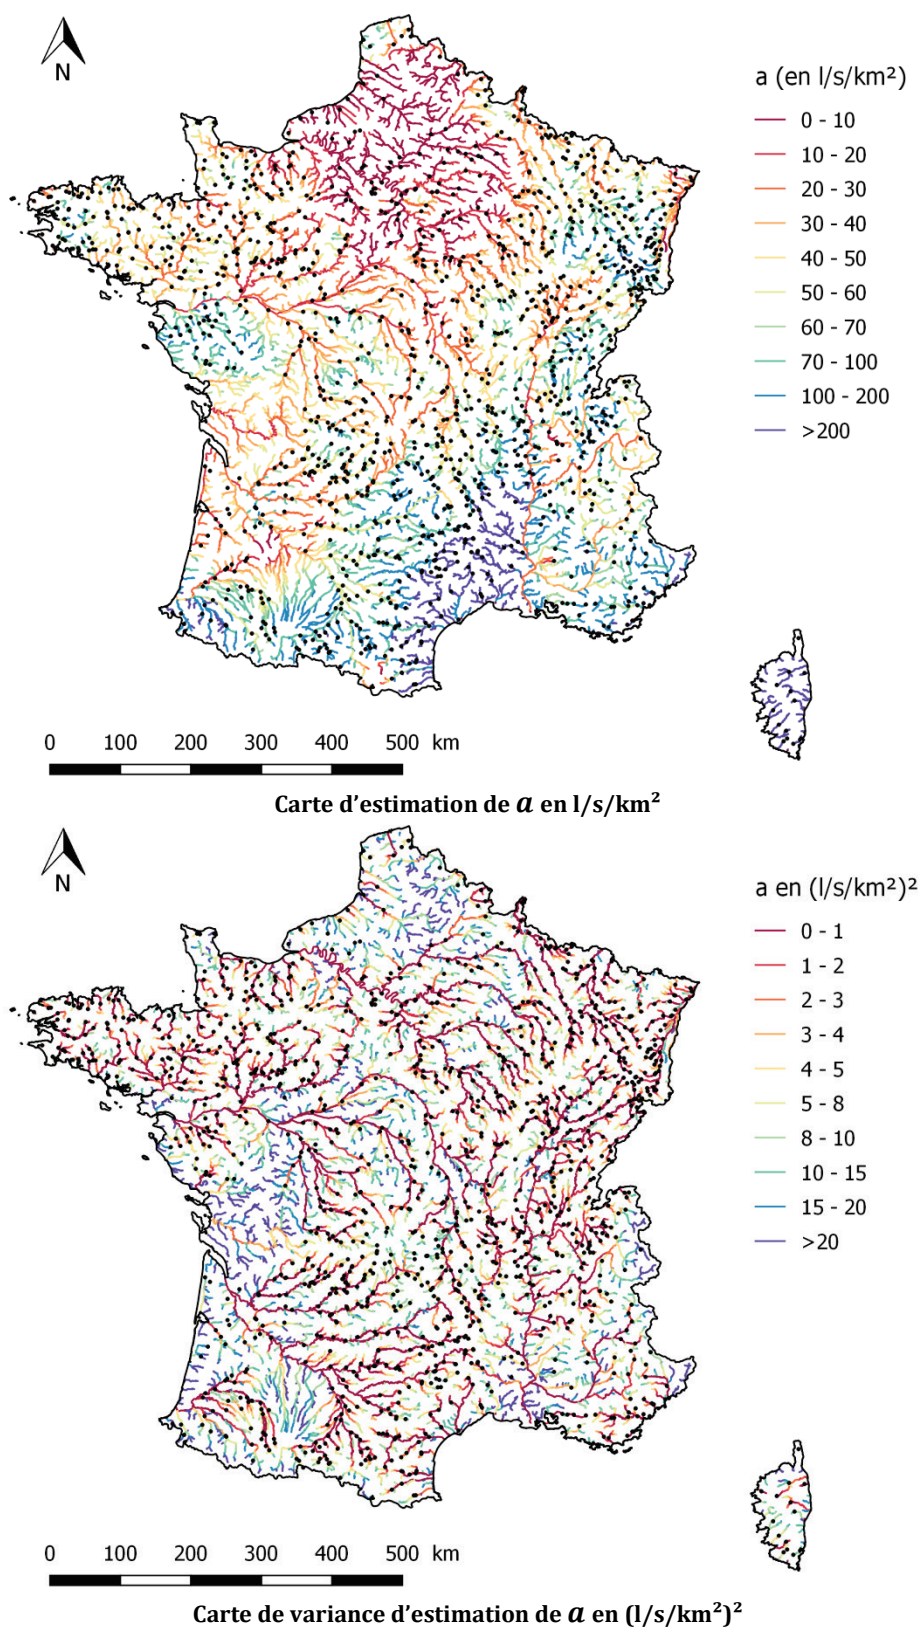 N
a (en l/s/km²)
0 - 10
10 - 20
20 - 30
30 - 40
40 - 50
50 - 60
60 - 70
70 - 100
100 - 200
>200
0 100 200 300 400 500 km
Carte d'estimation de a en l/s/km²
N
a en (l/s/km²)²
0 - 1
1 - 2
2 - 3
3 - 4
4 - 5
5 - 8
8 - 10
10 - 15
15 - 20
>20
0 100 200 300 400 500 km
Carte de variance d'estimation de a en (l/s/km²)²